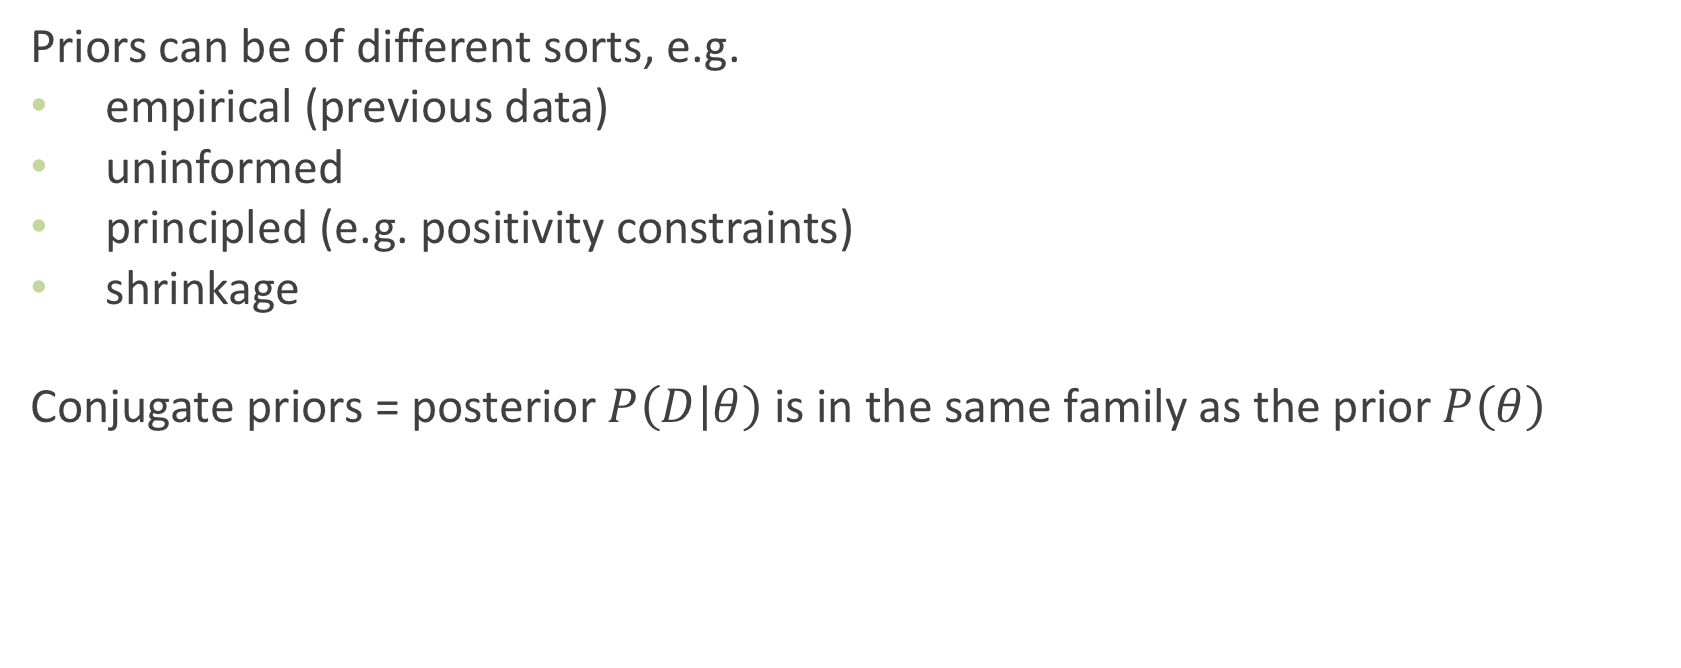 Priors can be of different sorts, e.g.
• empirical (previous data)
• uninformed
• principled (e.g. positivity constraints)
• shrinkage
Conjugate priors = posterior P(D|θ) is in the same family as the prior P(θ)